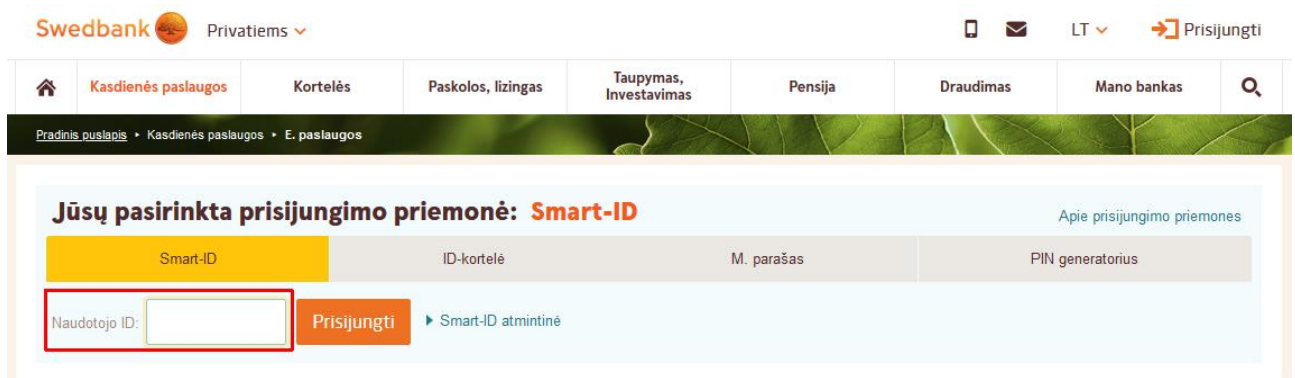 Swedbank Privatiems LT Prisijungti
Kasdienės paslaugos Kortelės Paskolos, lizingas Taupymas, Investavimas Pensija Draudimas Mano bankas
Pradinis puslapis Kasdienės paslaugos E. paslaugos
Jūsų pasirinkta prisijungimo priemonė: Smart-ID
Apie prisijungimo priemones
Smart-ID ID-kortelė M. parašas PIN generatorius
Naudotojo ID: Prisijungti Smart-ID atmintinė